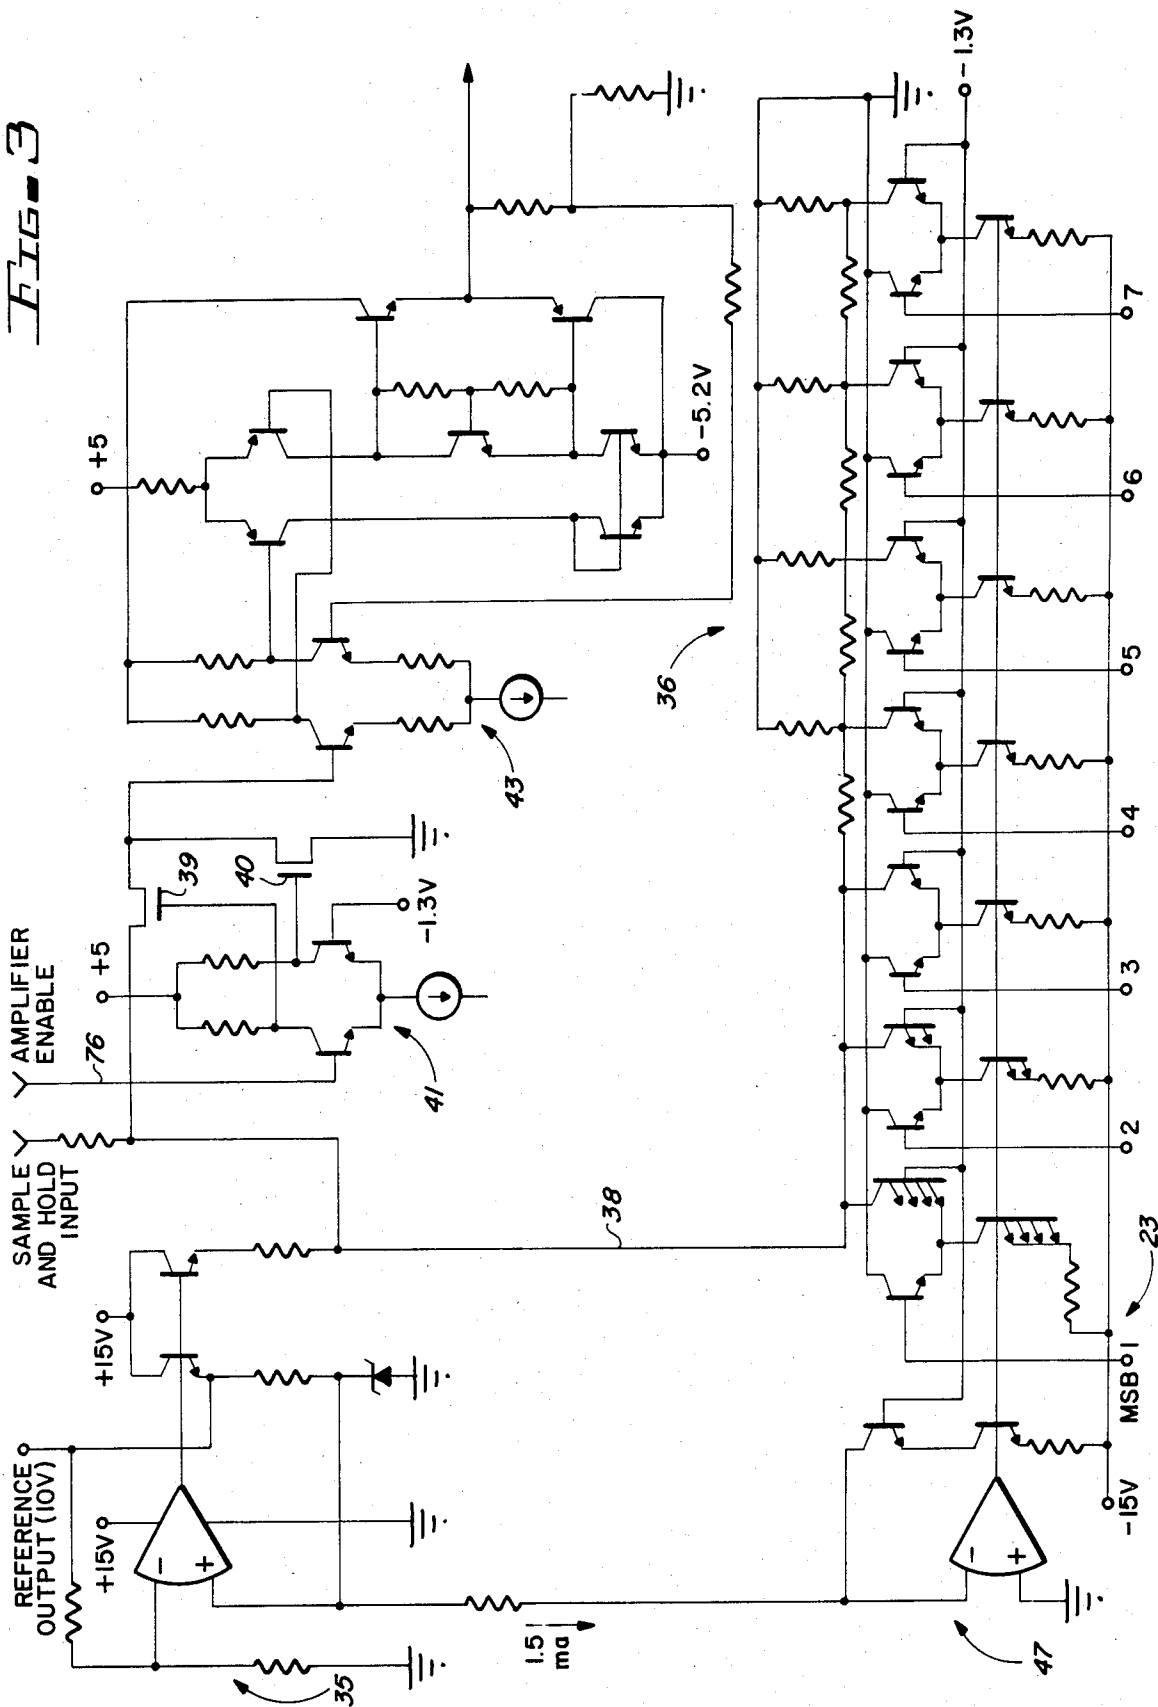 FIG-3
SAMPLE
AND HOLD
INPUT
AMPLIFIER
ENABLE
76
+5
+5
REFERENCE
OUTPUT (10V)
+15V
+15V
39
40
-1.3V
41
43
-5.2V
35
38
36
1.5
ma
47
-1.3V
-15V
MSB 1
2
3
4
5
6
7
23